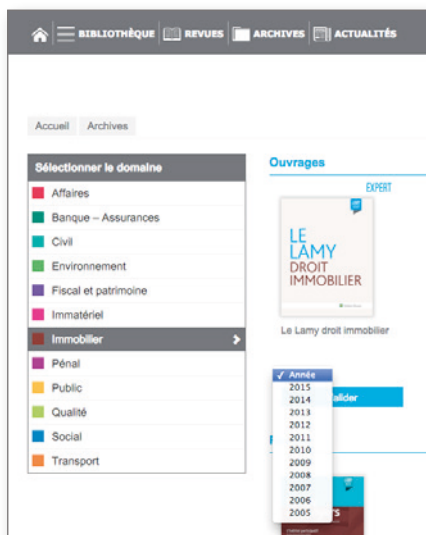 BIBLIOTHÈQUE REVUES ARCHIVES ACTUALITÉS
Accueil Archives
Sélectionner le domaine
Affaires
Banque – Assurances
Civil
Environnement
Fiscal et patrimoine
Immatériel
Immobilier
Pénal
Public
Qualité
Social
Transport
Ouvrages
EXPERT
LE
LAMY
DROIT
IMMOBILIER
Le Lamy droit immobilier
✓ Année
2015
2014
2013
2012
2011
2010
2009
2008
2007
2006
2005